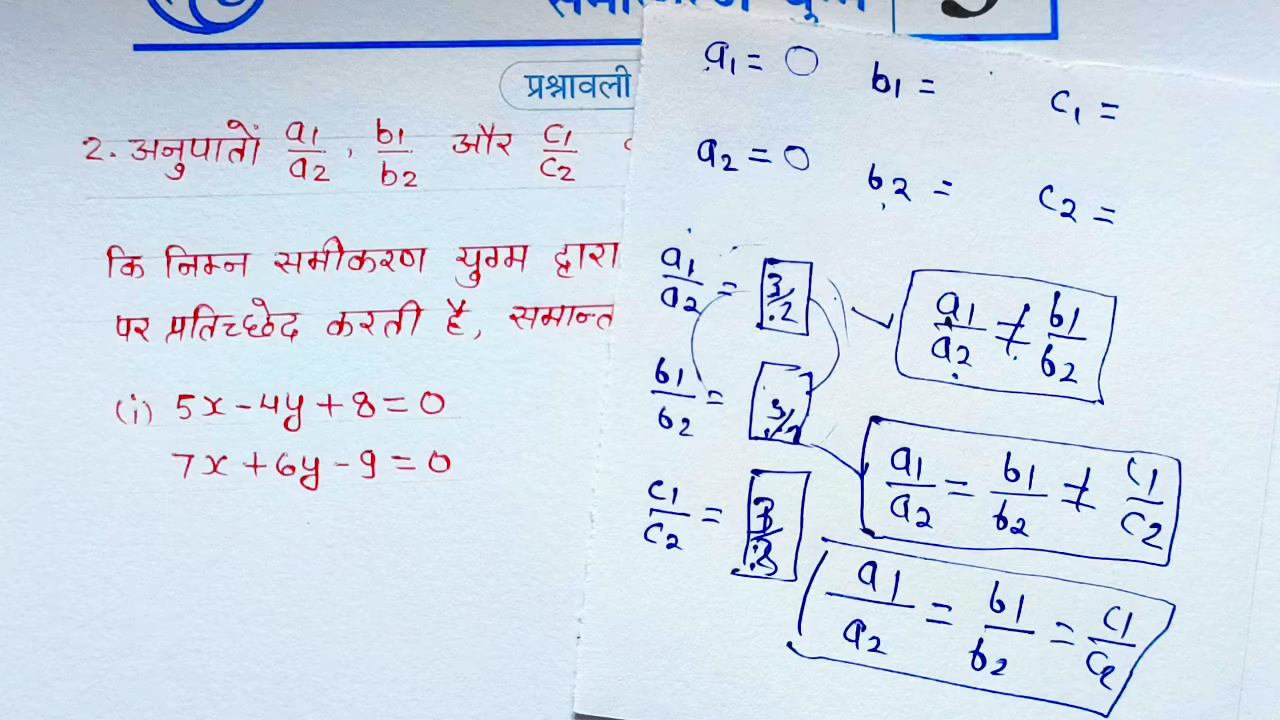 प्रश्नावली
2. अनुपातों a1/a2, b1/b2 और c1/c2
कि निम्न समीकरण युग्म द्वारा
पर प्रतिच्छेद करती है, समान्त
(i) 5x - 4y + 8 = 0
7x + 6y - 9 = 0
a1 = 0 b1 = c1 =
a2 = 0 b2 = c2 =
a1/a2 = 3/2
b1/b2 =
c1/c2 =
a1/a2 ≠ b1/b2
a1/a2 = b1/b2 ≠ c1/c2
a1/a2 = b1/b2 = c1/c2